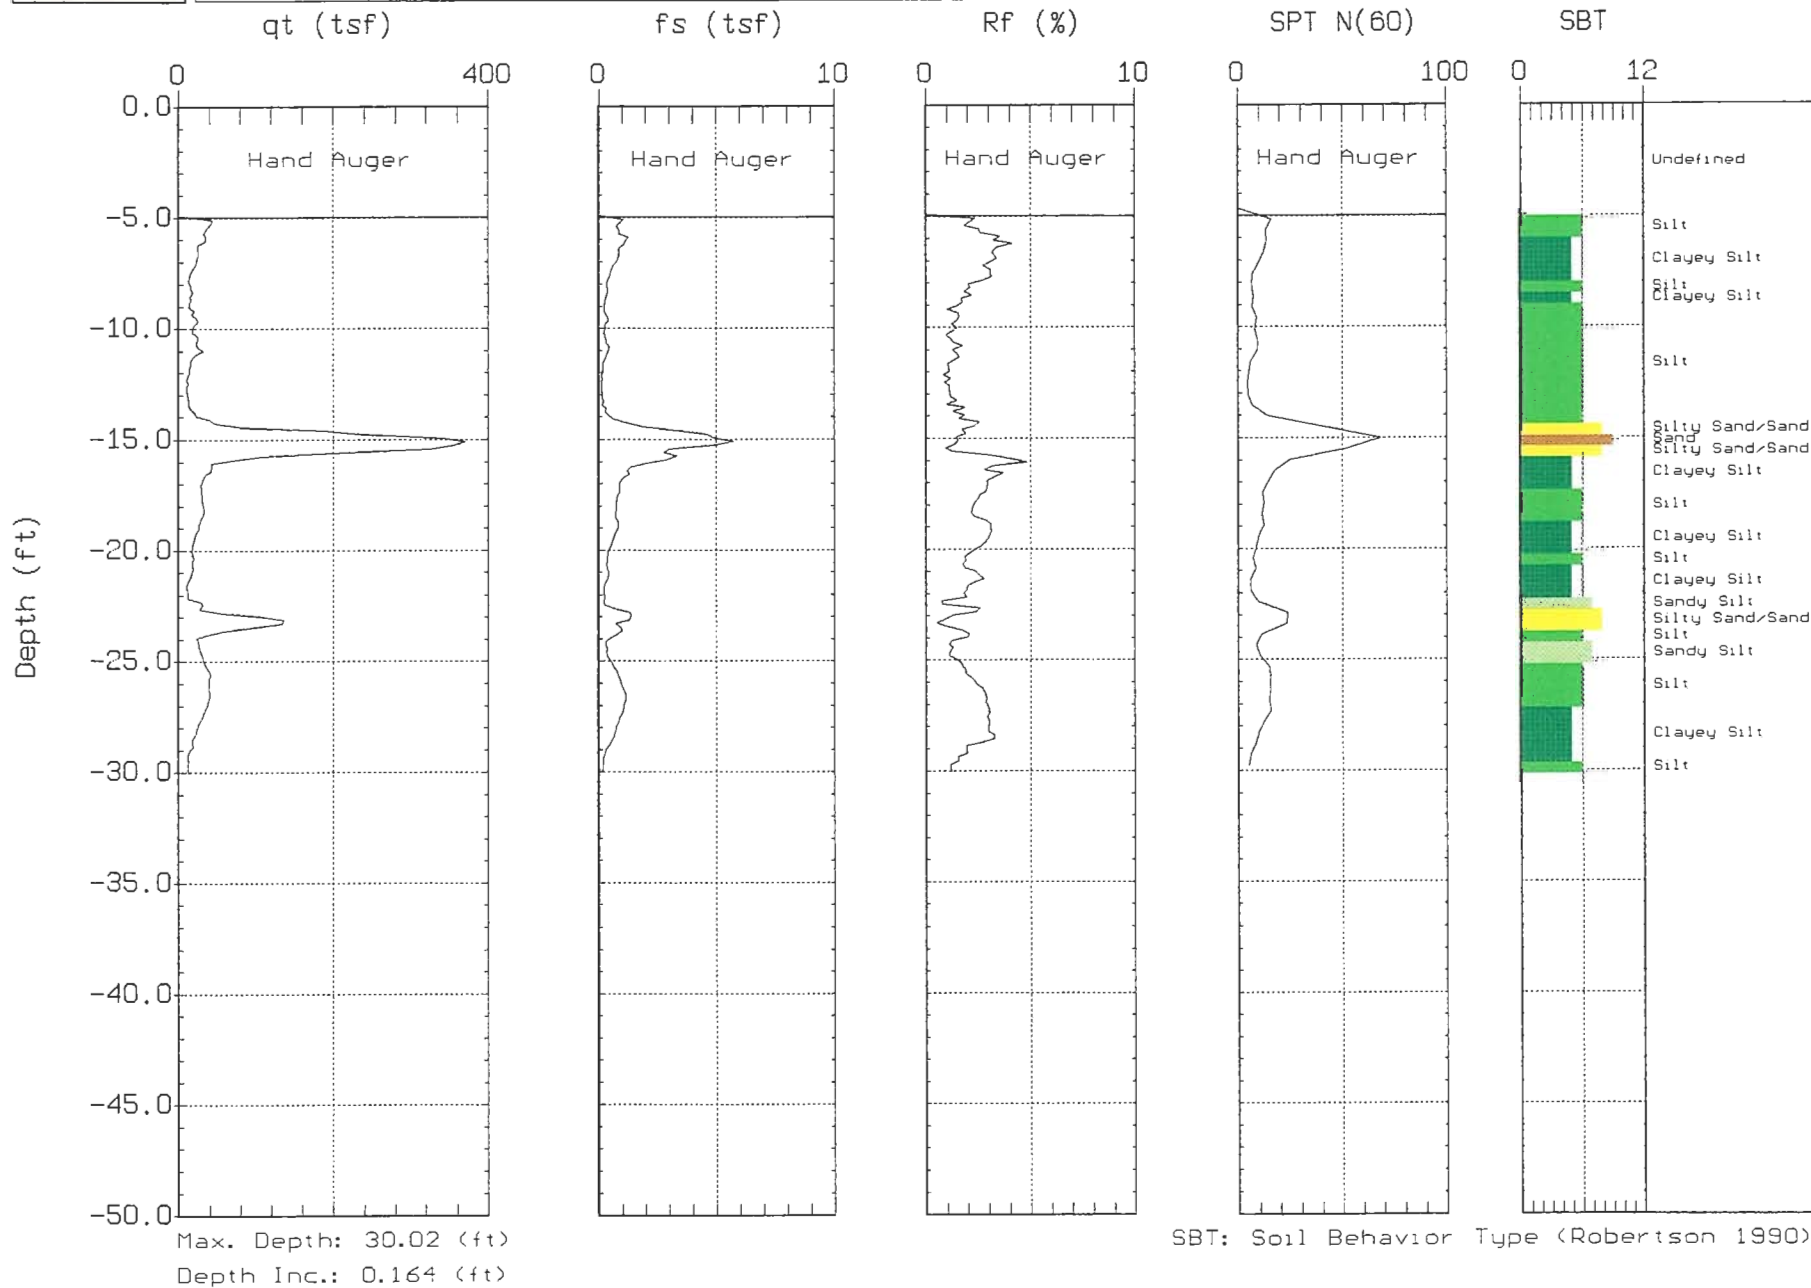 qt (tsf)
fs (tsf)
Rf (%)
SPT N(60)
SBT
0 400
0 10
0 10
0 100
0 12
0.0
Hand Auger
Hand Auger
Hand Auger
Hand Auger
Undefined
-5.0
Silt
Clayey Silt
Silt
Clayey Silt
-10.0
Silt
Silty Sand/Sand
-15.0
Sand
Silty Sand/Sand
Clayey Silt
Silt
Clayey Silt
-20.0
Silt
Clayey Silt
Sandy Silt
Silty Sand/Sand
Silt
Sandy Silt
-25.0
Silt
Clayey Silt
Silt
-30.0
-35.0
-40.0
-45.0
-50.0
Depth (ft)
Max. Depth: 30.02 (ft)
Depth Inc.: 0.164 (ft)
SBT: Soil Behavior Type (Robertson 1990)